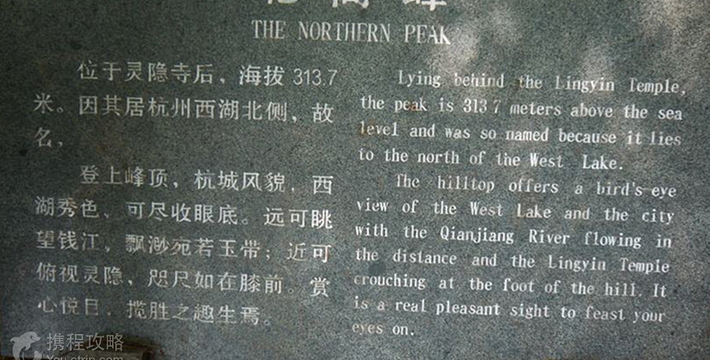 北高峰
THE NORTHERN PEAK
位于灵隐寺后，海拔 313.7
米。因其居杭州西湖北侧，故
名，
登上峰顶，杭城风貌，西
湖秀色，可尽收眼底。远可眺
望钱江，飘渺宛若玉带；近可
俯视灵隐，咫尺如在膝前。赏
心悦目，揽胜之趣生焉。
Lying behind the Lingyin Temple,
the peak is 313 7 meters above the sea
level and was so named because it lies
to the north of the West Lake.
The hilltop offers a bird's-eye
view of the West Lake and the city
with the Qianjiang River flowing in
the distance and the Lingyin Temple
crouching at the foot of the hill. It
is a real pleasant sight to feast your
eyes on.
携程攻略
You.ctrip.com